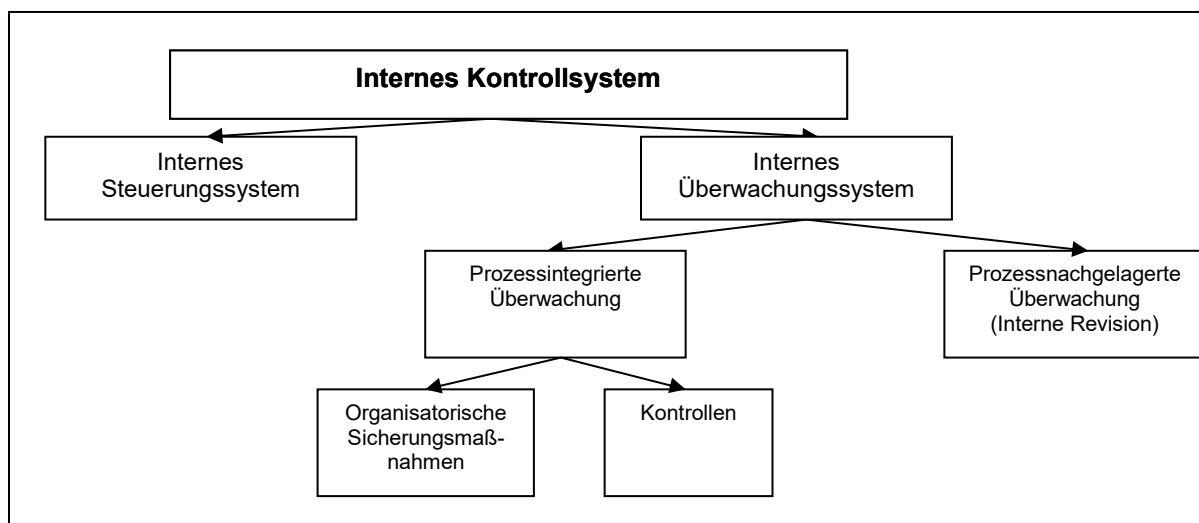 Internes Kontrollsystem
Internes
Steuerungssystem
Internes
Überwachungssystem
Prozessintegrierte
Überwachung
Prozessnachgelagerte
Überwachung
(Interne Revision)
Organisatorische
Sicherungsmaß-
nahmen
Kontrollen